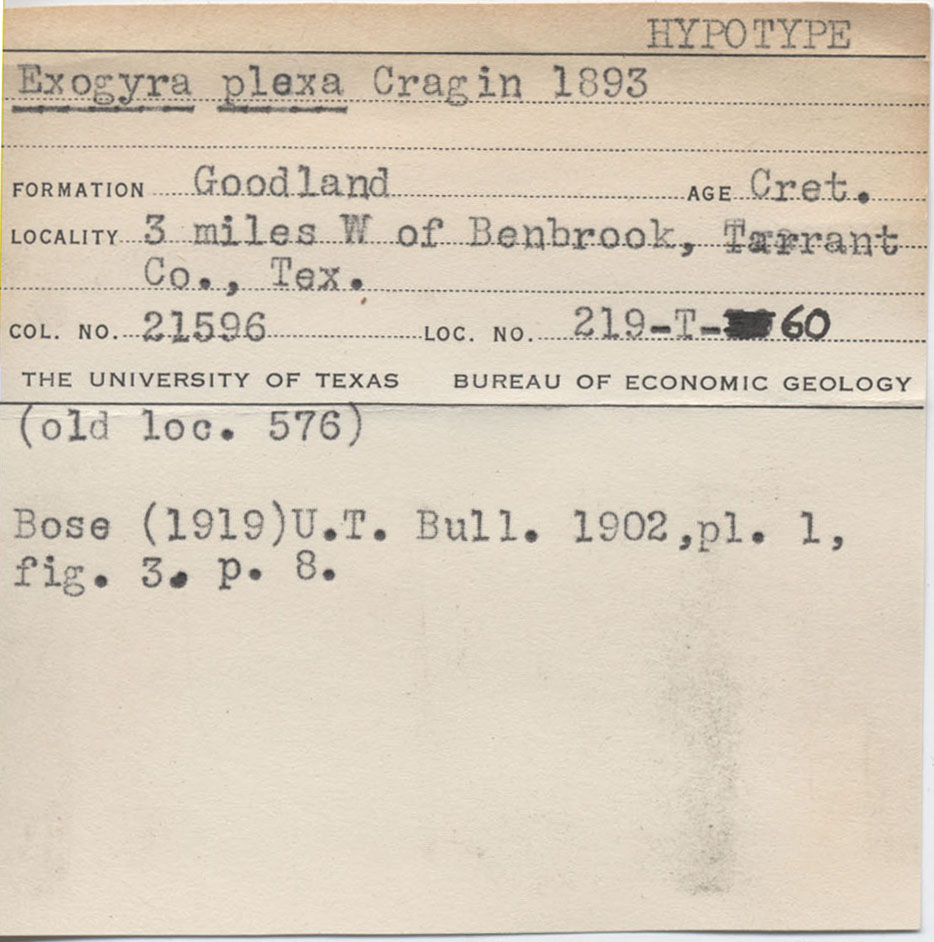 HYPOTYPE
Exogyra plexa Cragin 1893
FORMATION Goodland AGE Cret.
LOCALITY 3 miles W of Benbrook, Tarrant
Co., Tex.
COL. NO. 21596 LOC. NO. 219-T-60
THE UNIVERSITY OF TEXAS BUREAU OF ECONOMIC GEOLOGY
(old loc. 576)
Bose (1919)U.T. Bull. 1902,pl. 1,
fig. 3. p. 8.